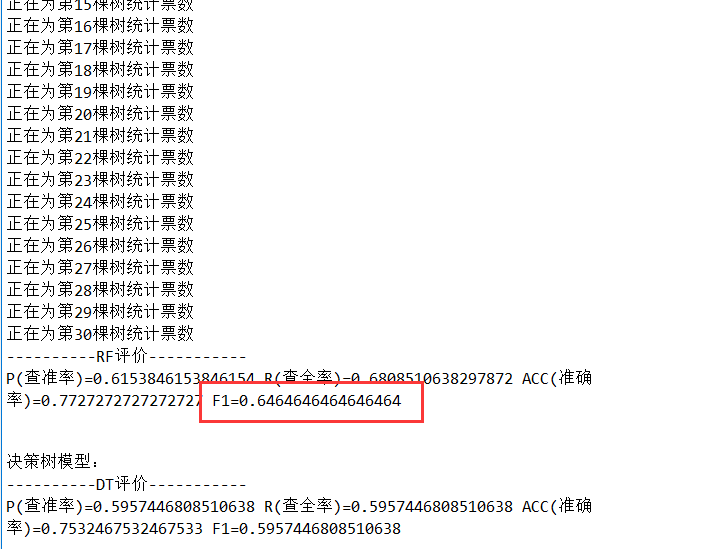 正在为第15棵树统计票数
正在为第16棵树统计票数
正在为第17棵树统计票数
正在为第18棵树统计票数
正在为第19棵树统计票数
正在为第20棵树统计票数
正在为第21棵树统计票数
正在为第22棵树统计票数
正在为第23棵树统计票数
正在为第24棵树统计票数
正在为第25棵树统计票数
正在为第26棵树统计票数
正在为第27棵树统计票数
正在为第28棵树统计票数
正在为第29棵树统计票数
正在为第30棵树统计票数
----------RF评价-----------
P(查准率)=0.6153846153846154 R(查全率)=0.6808510638297872 ACC(准确
率)=0.7727272727272727 F1=0.6464646464646464
决策树模型:
----------DT评价-----------
P(查准率)=0.5957446808510638 R(查全率)=0.5957446808510638 ACC(准确
率)=0.7532467532467533 F1=0.5957446808510638